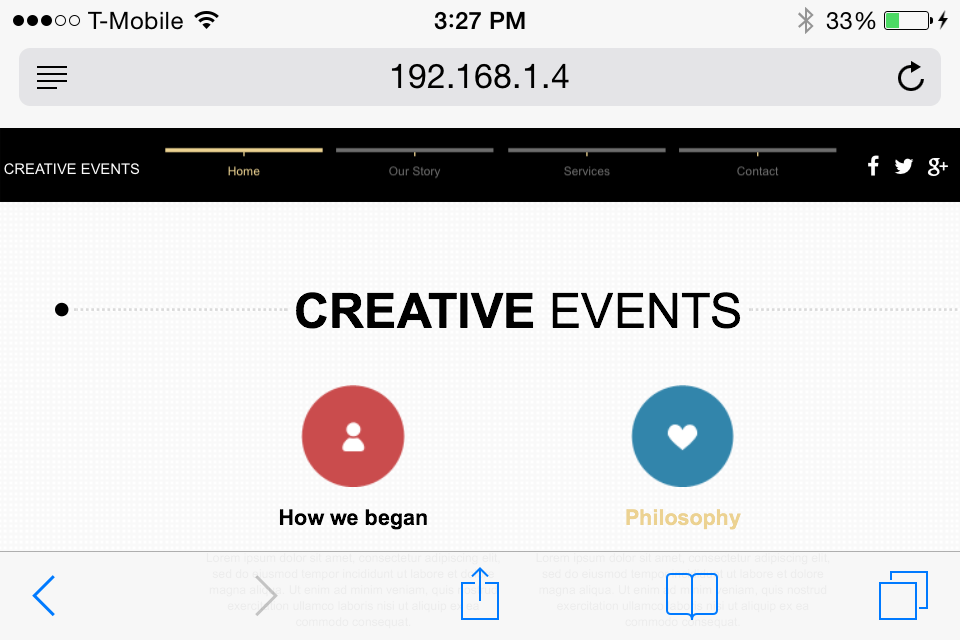 T-Mobile 3:27 PM 33%
192.168.1.4
CREATIVE EVENTS Home Our Story Services Contact
CREATIVE EVENTS
How we began Philosophy
Lorem ipsum dolor sit amet, consectetur adipisicing elit,
sed do eiusmod tempor incididunt ut labore et dolore
magna aliqua. Ut enim ad minim veniam, quis nostrud
exercitation ullamco laboris nisi ut aliquip ex ea
commodo consequat.
Lorem ipsum dolor sit amet, consectetur adipisicing elit,
sed do eiusmod tempor incididunt ut labore et dolore
magna aliqua. Ut enim ad minim veniam, quis nostrud
exercitation ullamco laboris nisi ut aliquip ex ea
commodo consequat.